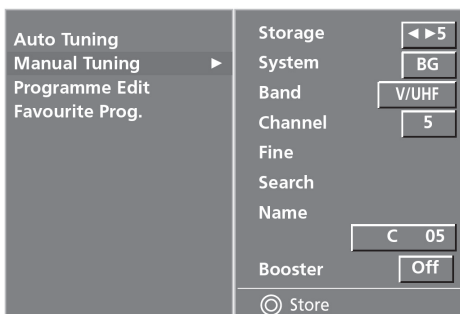 Auto Tuning
Manual Tuning ►
Programme Edit
Favourite Prog.
Storage ◄ ►5
System BG
Band V/UHF
Channel 5
Fine
Search
Name
C 05
Booster Off
Store